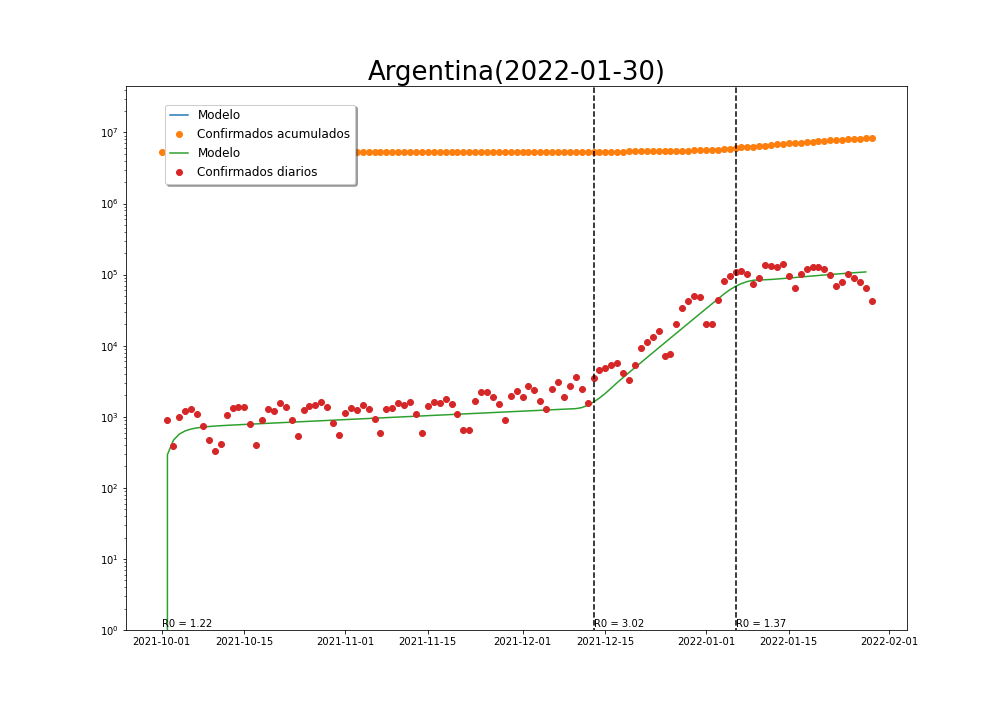 Argentina(2022-01-30)
Modelo
Confirmados acumulados
Modelo
Confirmados diarios
10^7
10^6
10^5
10^4
10^3
10^2
10^1
10^0
R0 = 1.22 R0 = 3.02 R0 = 1.37
2021-10-01 2021-10-15 2021-11-01 2021-11-15 2021-12-01 2021-12-15 2022-01-01 2022-01-15 2022-02-01